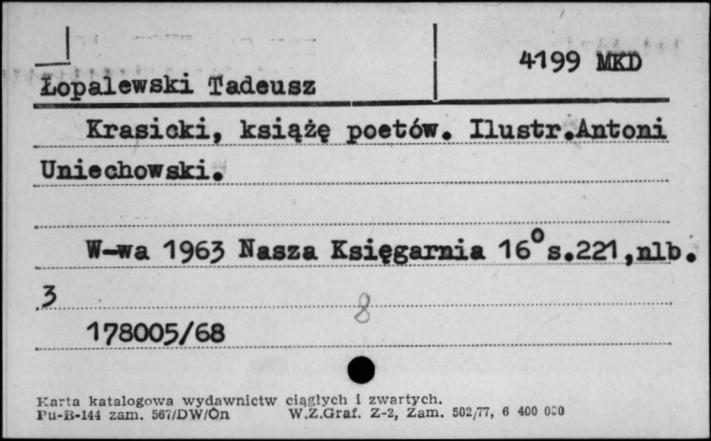 4199 MKD
Łopalewski Tadeusz
Krasicki, książę poetów. Ilustr.Antoni
Uniechowski.
W-wa 1963 Nasza Księgarnia 16° s.221,nlb.
3
8
178005/68
Karta katalogowa wydawnictw ciągłych i zwartych.
Pu-B-144 zam. 567/DW/Ón W.Z.Graf. Z-2, Zam. 502/77, 6 400 000